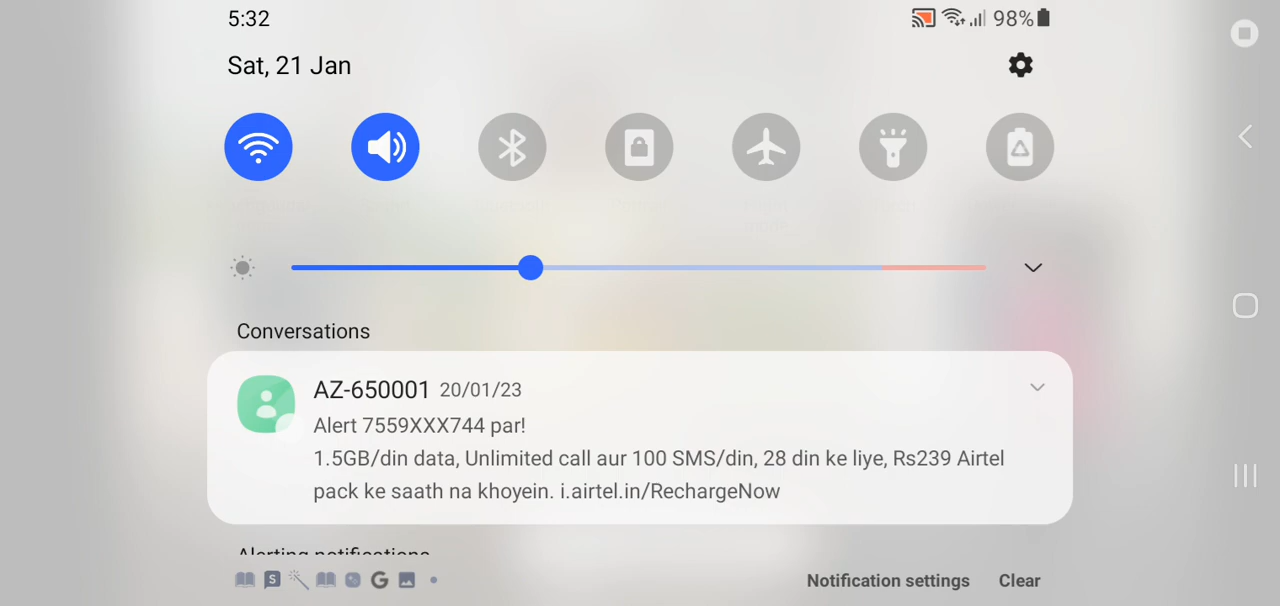 5:32
98%
Sat, 21 Jan
Conversations
AZ-650001 20/01/23
Alert 7559XXX744 par!
1.5GB/din data, Unlimited call aur 100 SMS/din, 28 din ke liye, Rs239 Airtel
pack ke saath na khoyein. i.airtel.in/RechargeNow
Alerting notifications
S
G
Notification settings Clear